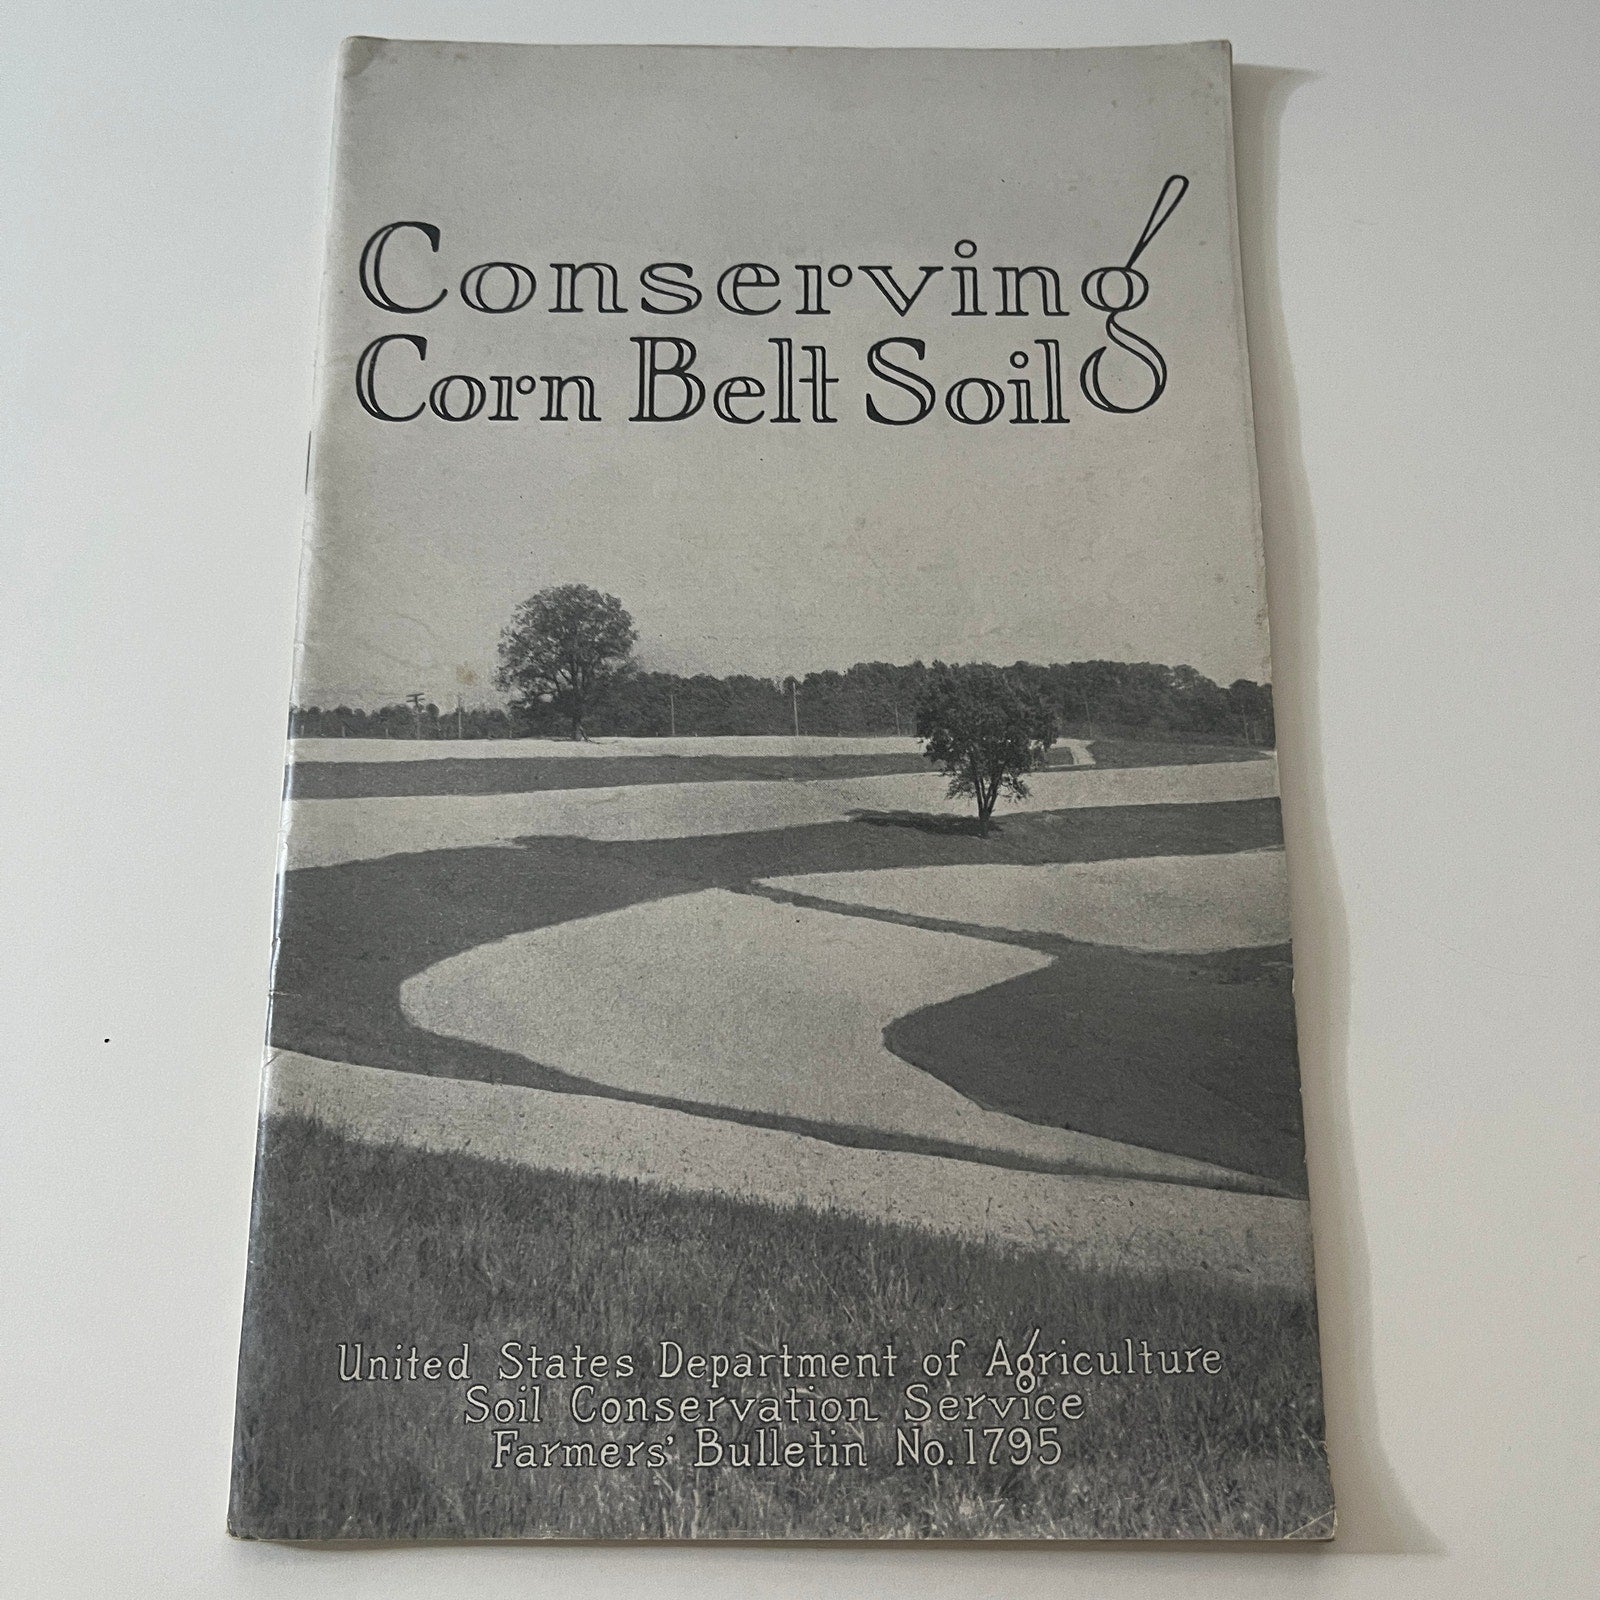 Conserving
Corn Belt Soil
United States Department of Agriculture
Soil Conservation Service
Farmers' Bulletin No. 1795